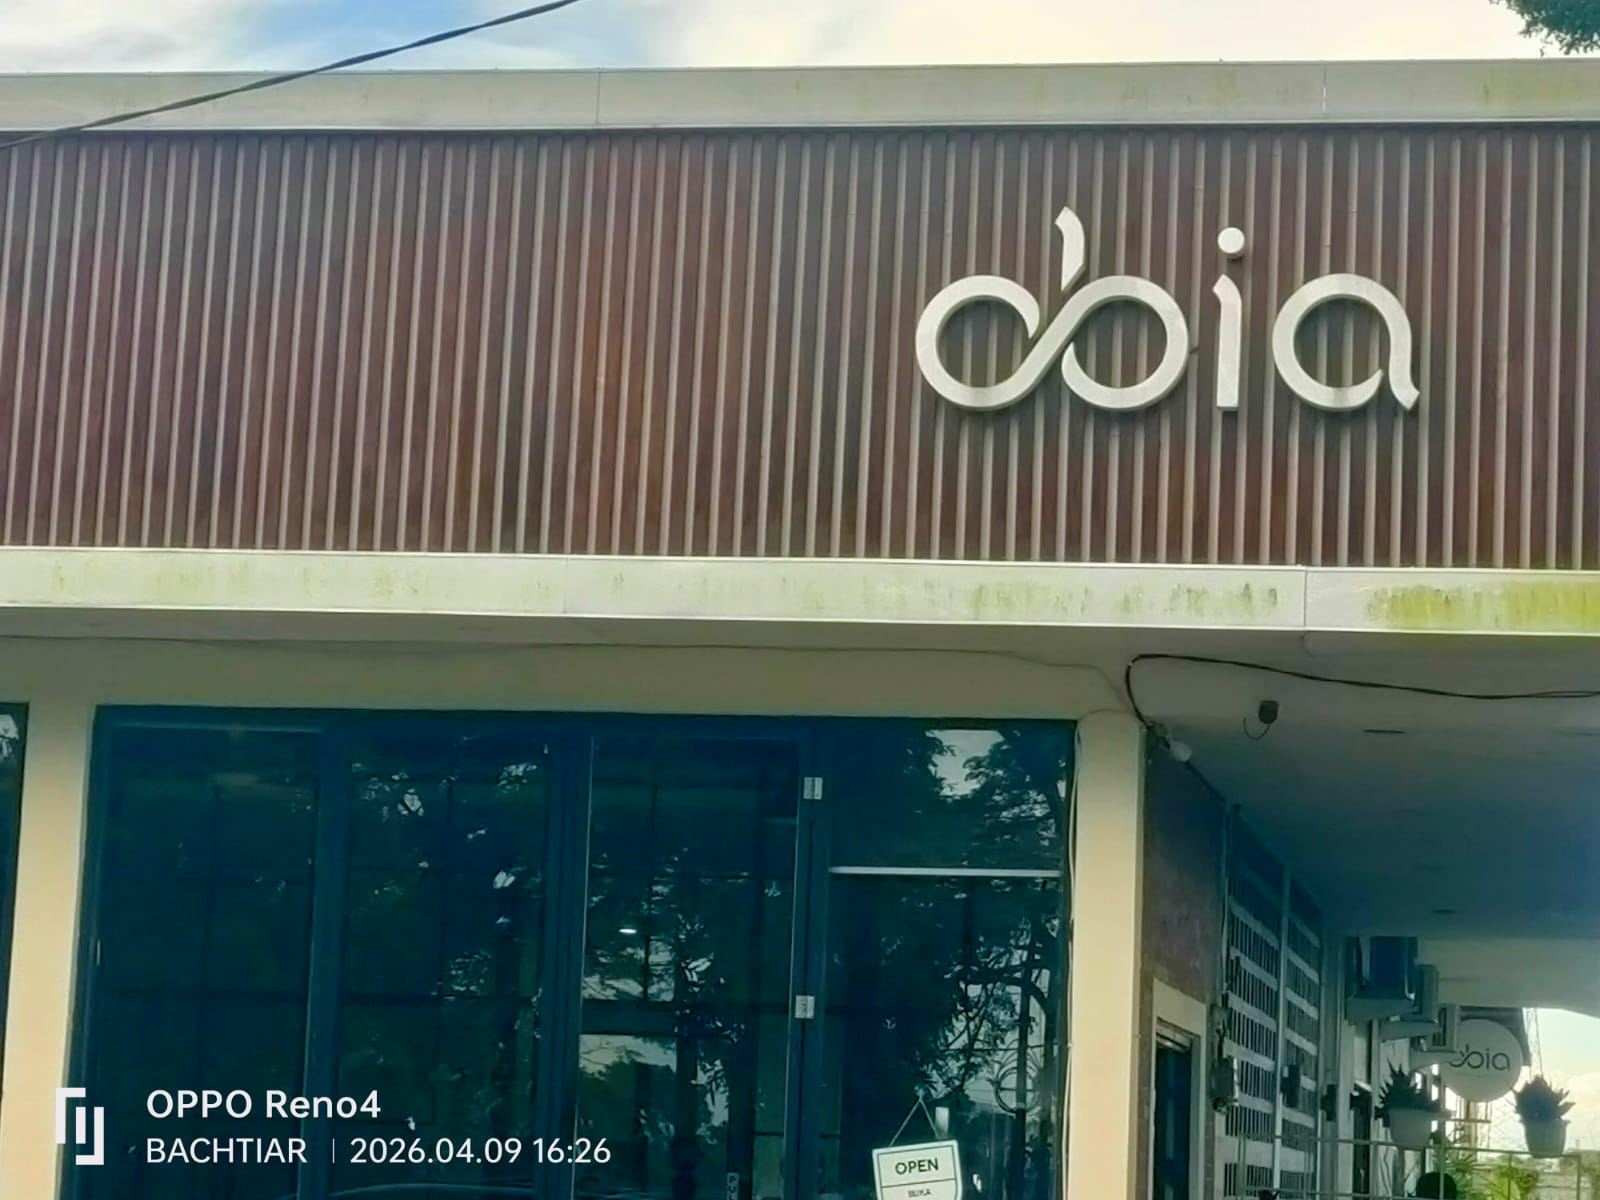 obia
OPEN
BUKA
obia
OPPO Reno4
BACHTIAR | 2026.04.09 16:26